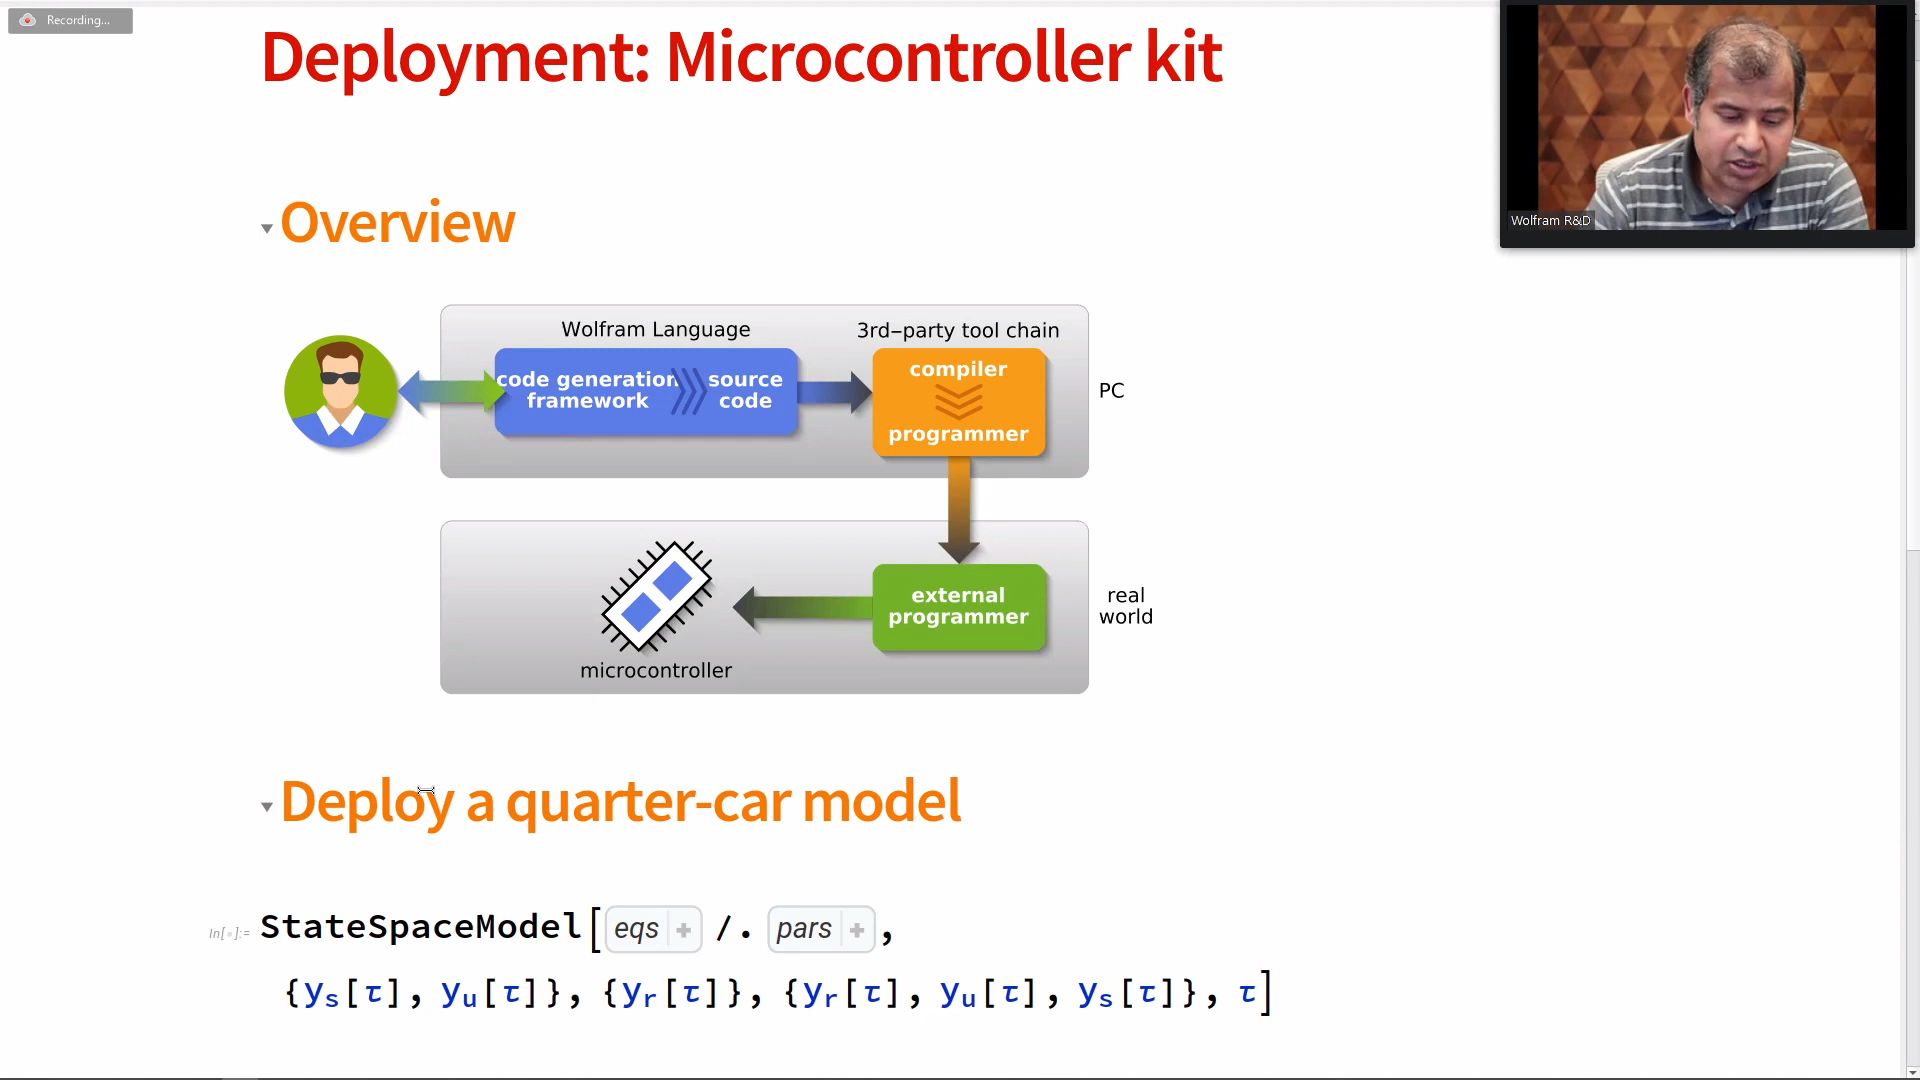 Recording...
Deployment: Microcontroller kit
Wolfram R&D
Overview
Wolfram Language
3rd-party tool chain
code generation framework
source code
compiler
programmer
PC
external programmer
real world
microcontroller
Deploy a quarter-car model
In[•]:= StateSpaceModel[eqs + /. pars +,
{ys[τ], yu[τ]}, {yr[τ]}, {yr[τ], yu[τ], ys[τ]}, τ]